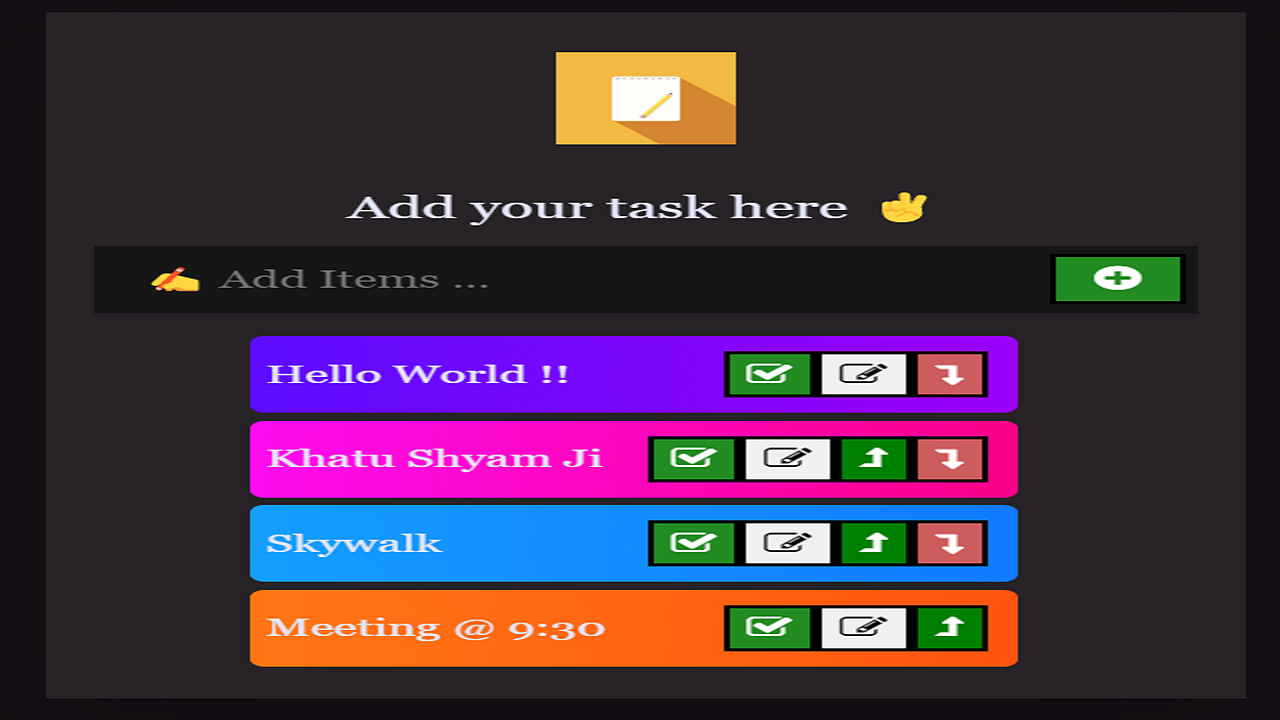 Add your task here ✌
✍ Add Items ...
Hello World !!
Khatu Shyam Ji
Skywalk
Meeting @ 9:30